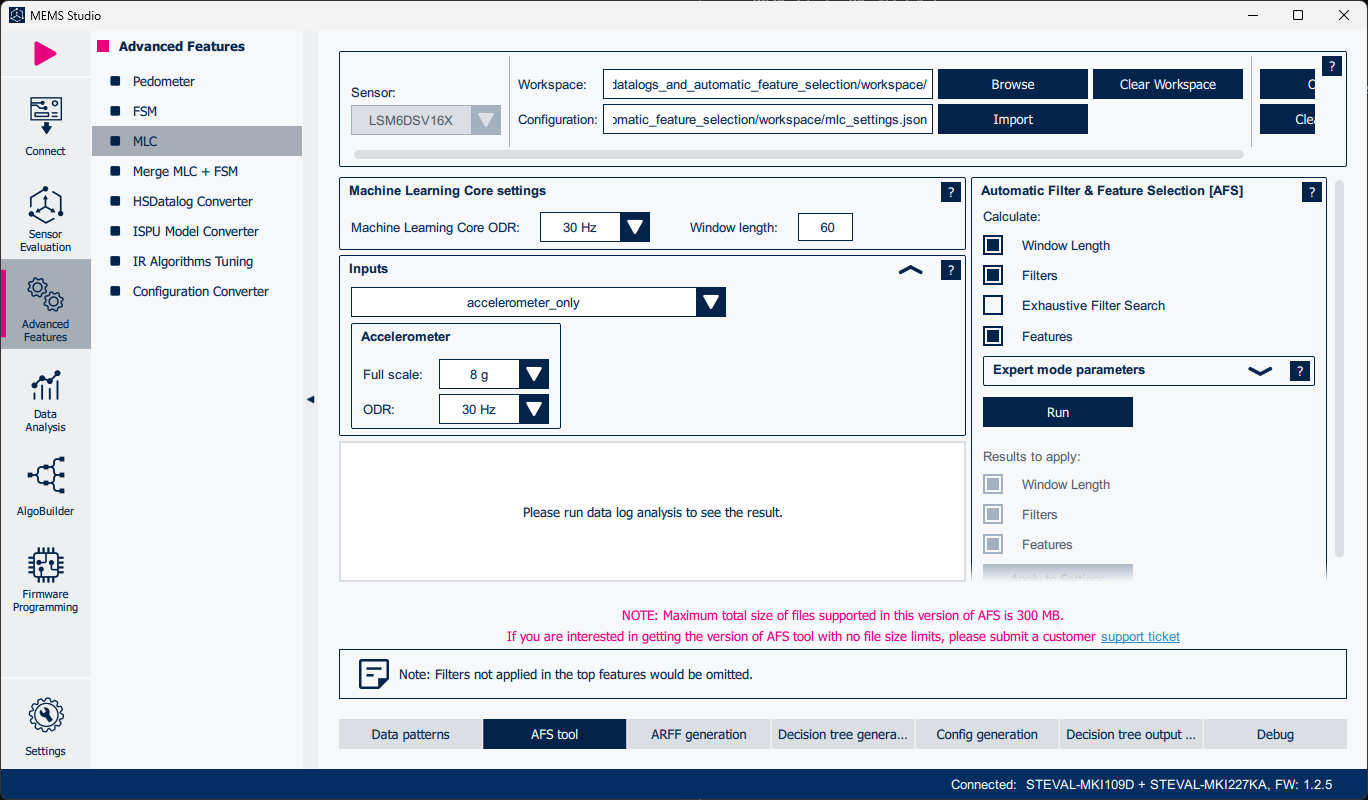 MEMS Studio
Advanced Features
Pedometer
FSM
MLC
Merge MLC + FSM
HSDatalog Converter
ISPU Model Converter
IR Algorithms Tuning
Configuration Converter
Connect
Sensor
Evaluation
Advanced
Features
Data
Analysis
AlgoBuilder
Firmware
Programming
Settings
Sensor:
LSM6DSV16X
Workspace:
datalogs_and_automatic_feature_selection/workspace/
Browse
Clear Workspace
Configuration:
omatic_feature_selection/workspace/mlc_settings.json
Import
?
Machine Learning Core settings
?
Machine Learning Core ODR:
30 Hz
Window length:
60
Inputs
?
accelerometer_only
Accelerometer
Full scale:
8 g
ODR:
30 Hz
Please run data log analysis to see the result.
Automatic Filter & Feature Selection [AFS]
?
Calculate:
Window Length
Filters
Exhaustive Filter Search
Features
Expert mode parameters
?
Run
Results to apply:
Window Length
Filters
Features
Apply to Settings
NOTE: Maximum total size of files supported in this version of AFS is 300 MB.
If you are interested in getting the version of AFS tool with no file size limits, please submit a customer support ticket
Note: Filters not applied in the top features would be omitted.
Data patterns
AFS tool
ARFF generation
Decision tree genera...
Config generation
Decision tree output ...
Debug
Connected: STEVAL-MKI109D + STEVAL-MKI227KA, FW: 1.2.5